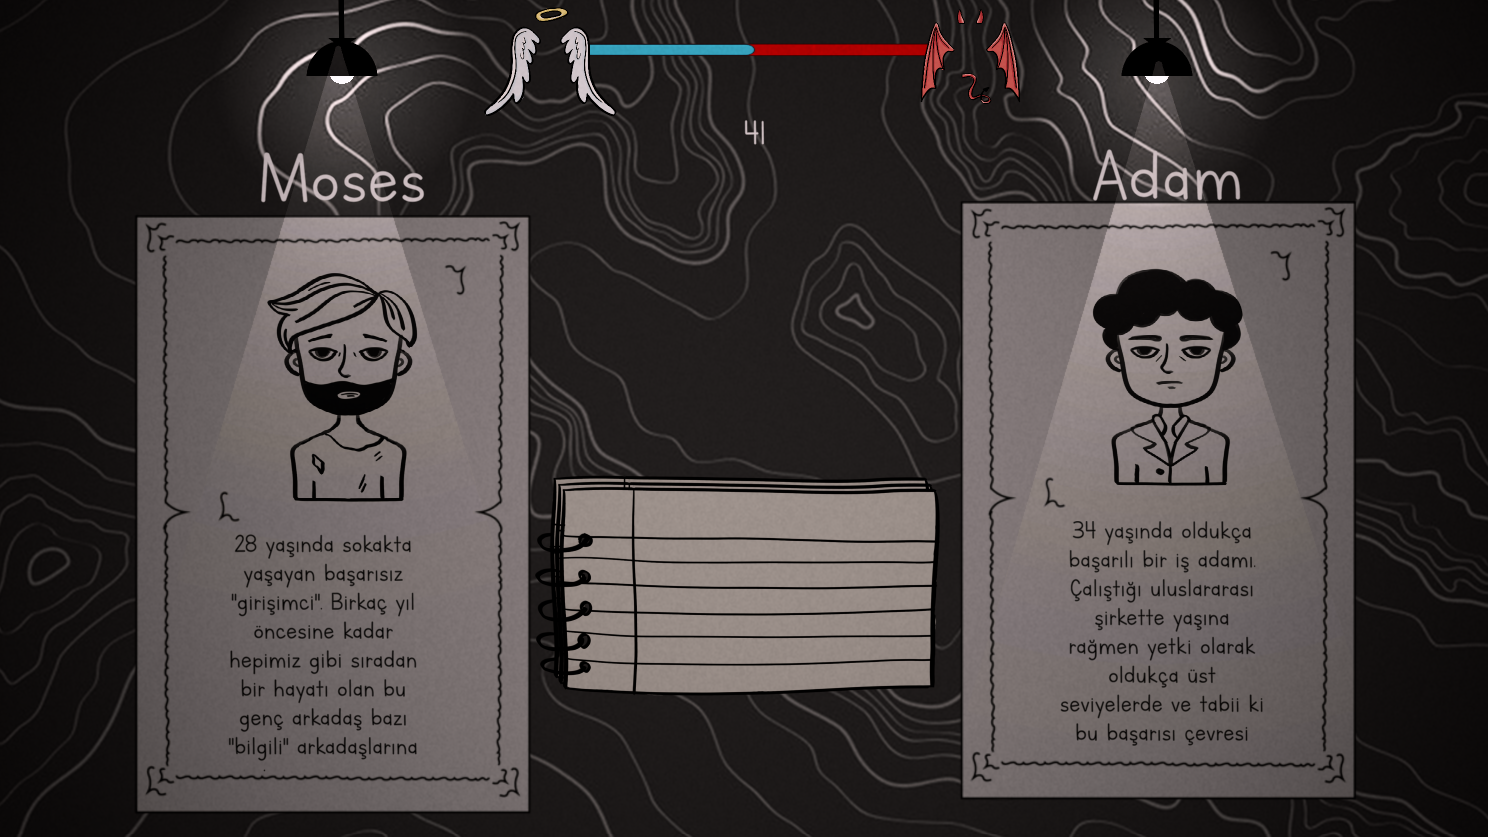 41
Moses
28 yaşında sokakta
yaşayan başarısız
"girişimci". Birkaç yıl
öncesine kadar
hepimiz gibi sıradan
bir hayatı olan bu
genç arkadaş bazı
"bilgili" arkadaşlarına
Adam
34 yaşında oldukça
başarılı bir iş adamı.
Çalıştığı uluslararası
şirkette yaşına
rağmen yetki olarak
oldukça üst
seviyelerde ve tabii ki
bu başarısı çevresi